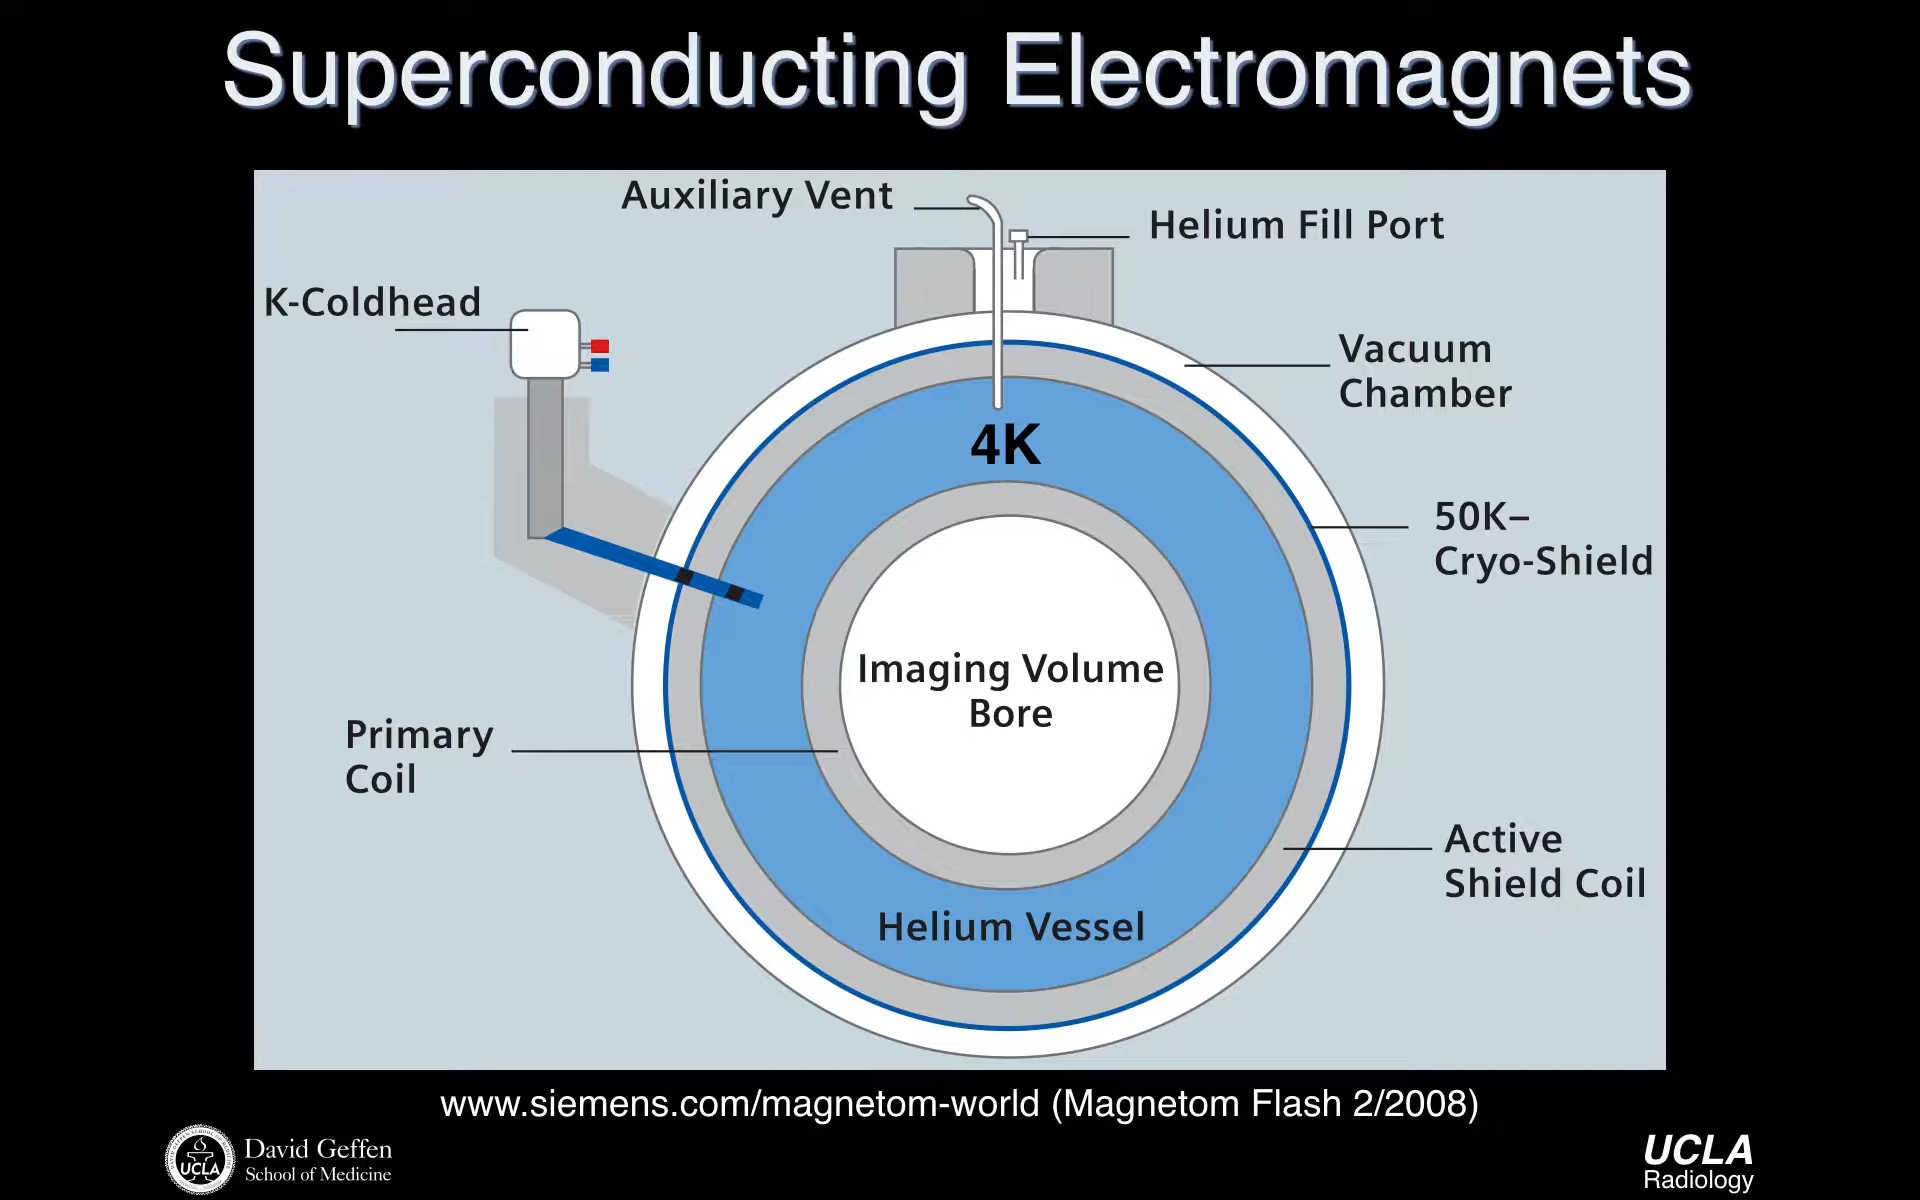 Superconducting Electromagnets
Auxiliary Vent
Helium Fill Port
K-Coldhead
Vacuum
Chamber
4K
50K–
Cryo-Shield
Imaging Volume
Bore
Primary
Coil
Active
Shield Coil
Helium Vessel
www.siemens.com/magnetom-world (Magnetom Flash 2/2008)
UCLA
David Geffen
School of Medicine
UCLA
Radiology